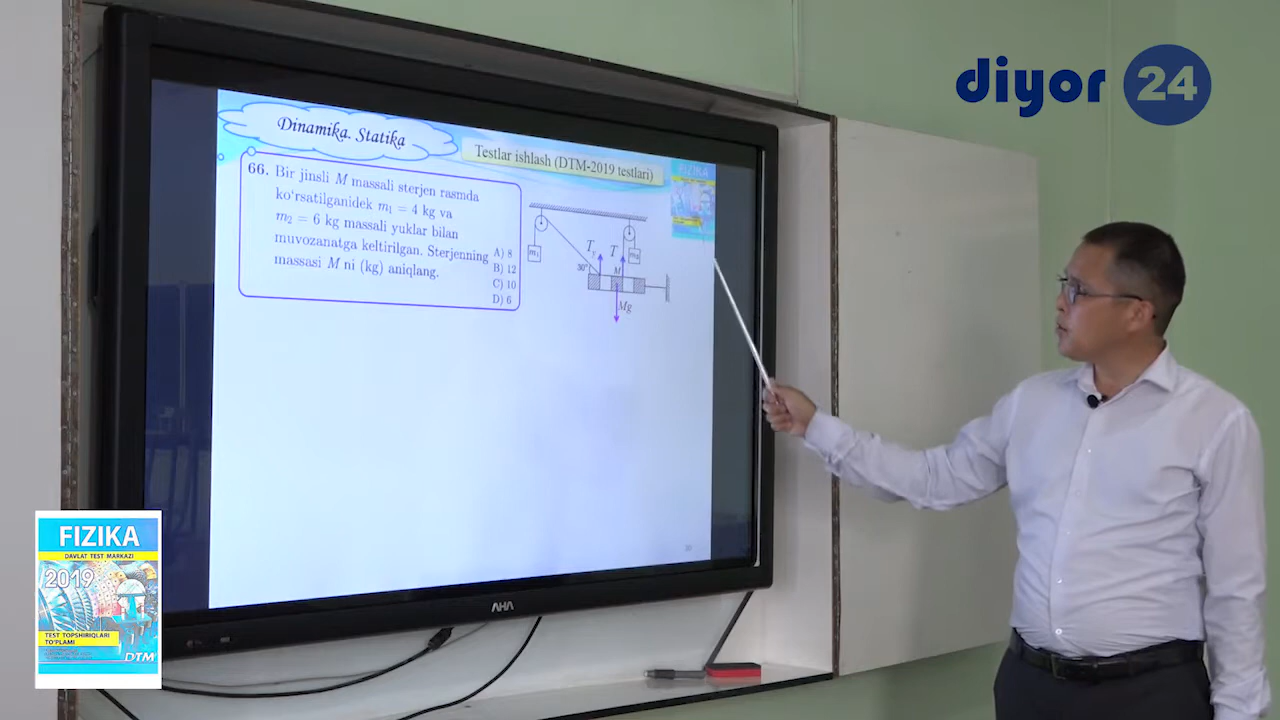 diyor 24
Dinamika. Statika
Testlar ishlash (DTM-2019 testlari)
FIZIKA
66. Bir jinsli M massali sterjen rasmda
ko'rsatilganidek m₁ = 4 kg va
m₂ = 6 kg massali yuklar bilan
muvozanatga keltirilgan. Sterjenning
massasi M ni (kg) aniqlang.
A) 8
B) 12
C) 10
D) 6
m₁
30°
Tᵧ
T
m₂
M
Mg
AHA
FIZIKA
DAVLAT TEST MARKAZI
2019
TEST TOPSHIRIQLARI
TO'PLAMI
DTM